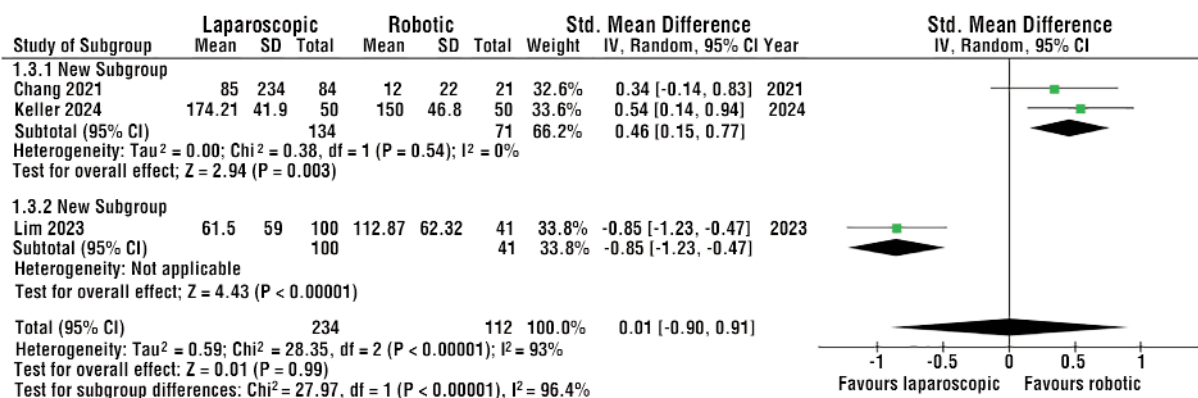 Laparoscopic Robotic Std. Mean Difference Std. Mean Difference
Study of Subgroup Mean SD Total Mean SD Total Weight IV, Random, 95% CI Year IV, Random, 95% CI
1.3.1 New Subgroup
Chang 2021 85 234 84 12 22 21 32.6% 0.34 [-0.14, 0.83] 2021
Keller 2024 174.21 41.9 50 150 46.8 50 33.6% 0.54 [0.14, 0.94] 2024
Subtotal (95% CI) 134 71 66.2% 0.46 [0.15, 0.77]
Heterogeneity: Tau² = 0.00; Chi² = 0.38, df = 1 (P = 0.54); I² = 0%
Test for overall effect; Z = 2.94 (P = 0.003)
1.3.2 New Subgroup
Lim 2023 61.5 59 100 112.87 62.32 41 33.8% -0.85 [-1.23, -0.47] 2023
Subtotal (95% CI) 100 41 33.8% -0.85 [-1.23, -0.47]
Heterogeneity: Not applicable
Test for overall effect; Z = 4.43 (P < 0.00001)
Total (95% CI) 234 112 100.0% 0.01 [-0.90, 0.91]
Heterogeneity: Tau² = 0.59; Chi² = 28.35, df = 2 (P < 0.00001); I² = 93%
Test for overall effect: Z = 0.01 (P = 0.99)
Test for subgroup differences: Chi² = 27.97, df = 1 (P < 0.00001), I² = 96.4%
-1 -0.5 0 0.5 1
Favours laparoscopic Favours robotic